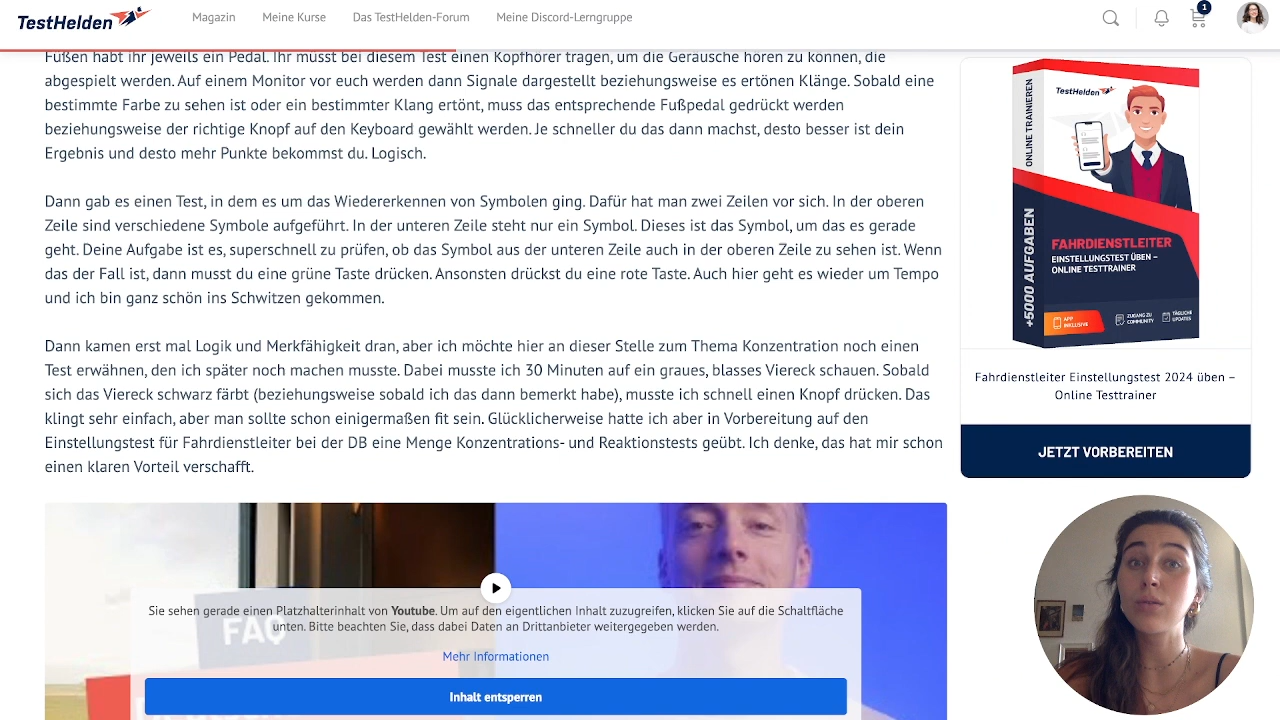 TestHelden
Magazin
Meine Kurse
Das TestHelden-Forum
Meine Discord-Lerngruppe
1
Füßen habt ihr jeweils ein Pedal. Ihr müsst bei diesem Test einen Kopfhörer tragen, um die Geräusche hören zu können, die
abgespielt werden. Auf einem Monitor vor euch werden dann Signale dargestellt beziehungsweise es ertönen Klänge. Sobald eine
bestimmte Farbe zu sehen ist oder ein bestimmter Klang ertönt, muss das entsprechende Fußpedal gedrückt werden
beziehungsweise der richtige Knopf auf den Keyboard gewählt werden. Je schneller du das dann machst, desto besser ist dein
Ergebnis und desto mehr Punkte bekommst du. Logisch.
Dann gab es einen Test, in dem es um das Wiedererkennen von Symbolen ging. Dafür hat man zwei Zeilen vor sich. In der oberen
Zeile sind verschiedene Symbole aufgeführt. In der unteren Zeile steht nur ein Symbol. Dieses ist das Symbol, um das es gerade
geht. Deine Aufgabe ist es, superschnell zu prüfen, ob das Symbol aus der unteren Zeile auch in der oberen Zeile zu sehen ist. Wenn
das der Fall ist, dann musst du eine grüne Taste drücken. Ansonsten drückst du eine rote Taste. Auch hier geht es wieder um Tempo
und ich bin ganz schön ins Schwitzen gekommen.
Dann kamen erst mal Logik und Merkfähigkeit dran, aber ich möchte hier an dieser Stelle zum Thema Konzentration noch einen
Test erwähnen, den ich später noch machen musste. Dabei musste ich 30 Minuten auf ein graues, blasses Viereck schauen. Sobald
sich das Viereck schwarz färbt (beziehungsweise sobald ich das dann bemerkt habe), musste ich schnell einen Knopf drücken. Das
klingt sehr einfach, aber man sollte schon einigermaßen fit sein. Glücklicherweise hatte ich aber in Vorbereitung auf den
Einstellungstest für Fahrdienstleiter bei der DB eine Menge Konzentrations- und Reaktionstests geübt. Ich denke, das hat mir schon
einen klaren Vorteil verschafft.
FAQ
Sie sehen gerade einen Platzhalterinhalt von Youtube. Um auf den eigentlichen Inhalt zuzugreifen, klicken Sie auf die Schaltfläche
unten. Bitte beachten Sie, dass dabei Daten an Drittanbieter weitergegeben werden.
Mehr Informationen
Inhalt entsperren
TestHelden
ONLINE TRAINIEREN
+5000 AUFGABEN
FAHRDIENSTLEITER
EINSTELLUNGSTEST ÜBEN –
ONLINE TESTTRAINER
APP
INKLUSIVE
ZUGANG ZU
COMMUNITY
TÄGLICHE
UPDATES
Fahrdienstleiter Einstellungstest 2024 üben –
Online Testtrainer
JETZT VORBEREITEN